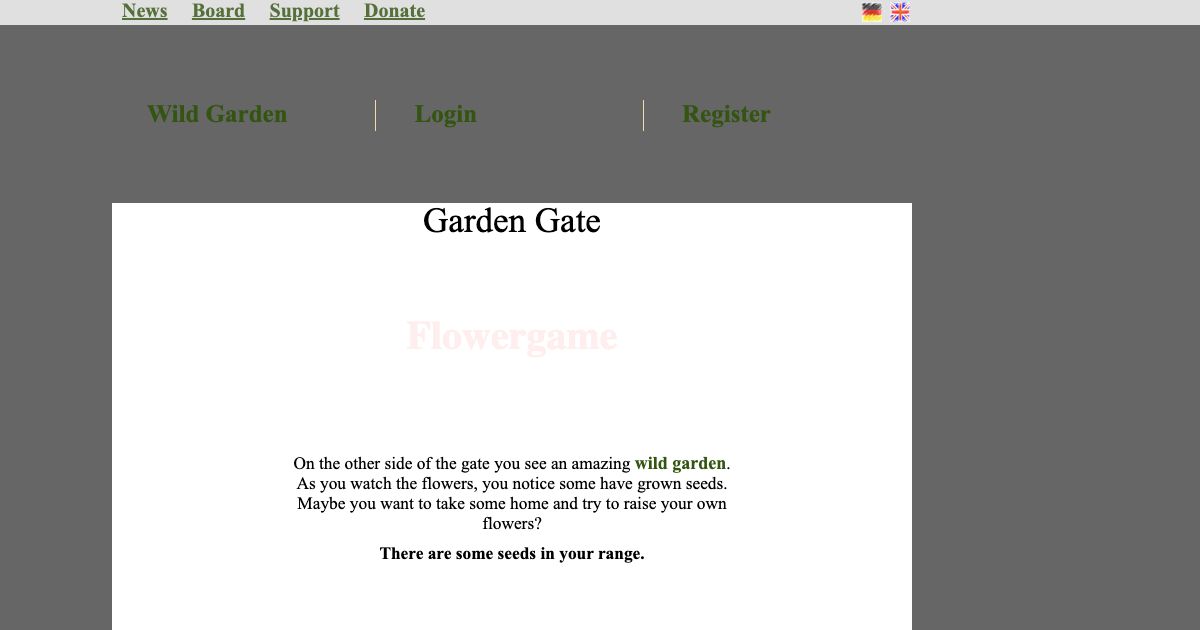 News Board Support Donate
Wild Garden Login Register
Garden Gate
Flowergame
On the other side of the gate you see an amazing wild garden.
As you watch the flowers, you notice some have grown seeds.
Maybe you want to take some home and try to raise your own
flowers?
There are some seeds in your range.